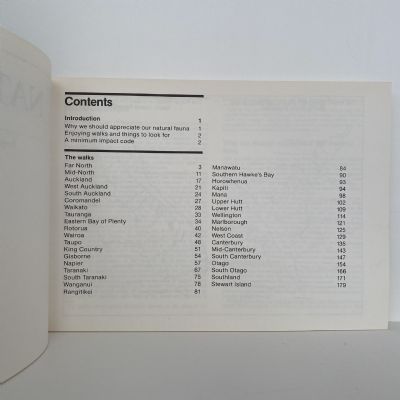 NAT
Contents
Introduction 1
Why we should appreciate our natural fauna 1
Enjoying walks and things to look for 2
A minimum impact code 2
The walks
Far North 3
Mid-North 11
Auckland 17
West Auckland 21
South Auckland 24
Coromandel 27
Waikato 28
Tauranga 33
Eastern Bay of Plenty 34
Rotorua 40
Wairoa 42
Taupo 46
King Country 51
Gisborne 54
Napier 57
Taranaki 67
South Taranaki 75
Wanganui 78
Rangitikei 81
Manawatu 84
Southern Hawke's Bay 90
Horowhenua 93
Kapiti 94
Mana 98
Upper Hutt 102
Lower Hutt 109
Wellington 114
Marlborough 121
Nelson 125
West Coast 129
Canterbury 135
Mid-Canterbury 143
South Canterbury 147
Otago 154
South Otago 166
Southland 171
Stewart Island 179